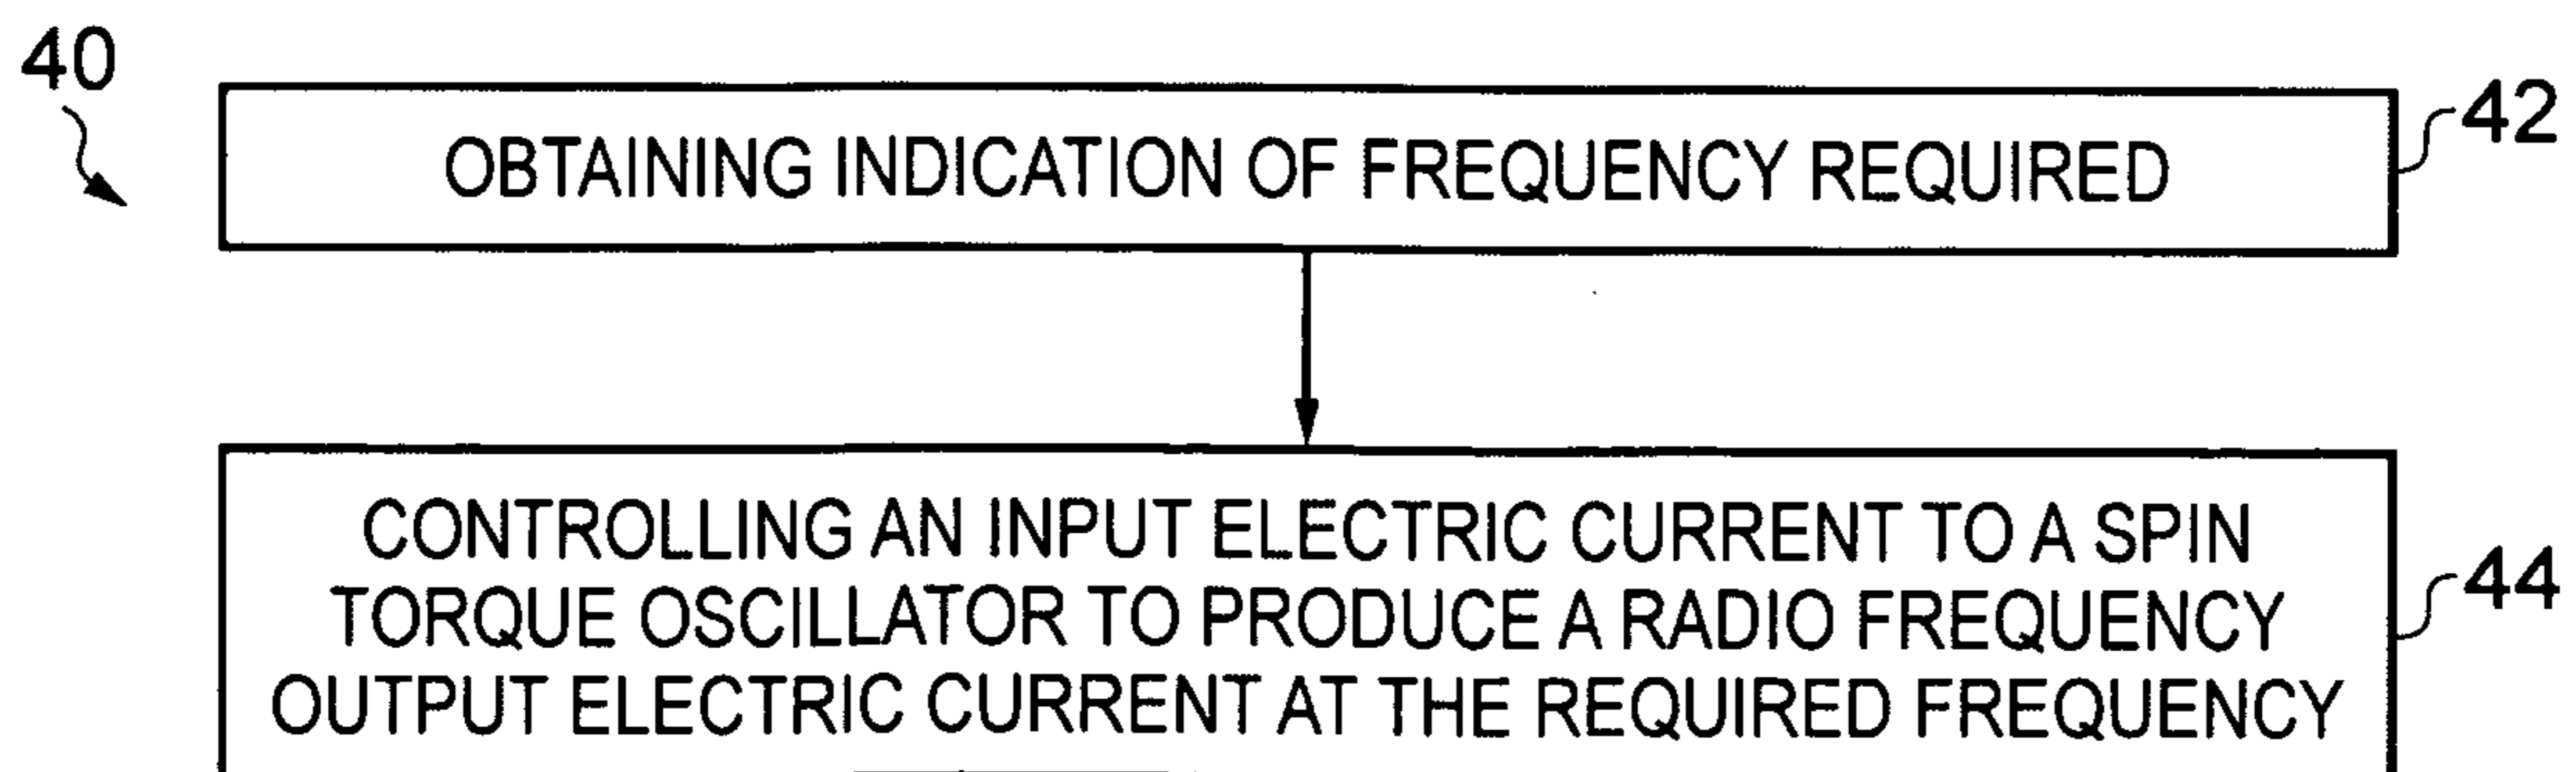 40
OBTAINING INDICATION OF FREQUENCY REQUIRED
42
CONTROLLING AN INPUT ELECTRIC CURRENT TO A SPIN
TORQUE OSCILLATOR TO PRODUCE A RADIO FREQUENCY
OUTPUT ELECTRIC CURRENT AT THE REQUIRED FREQUENCY
44